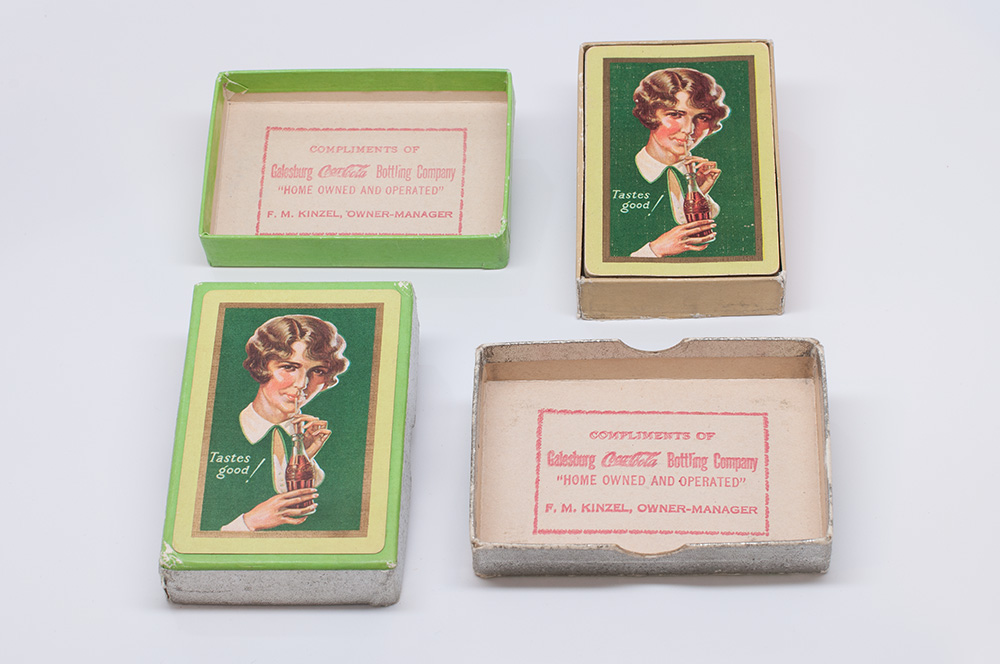 COMPLIMENTS OF
Galesburg Coca-Cola Bottling Company
"HOME OWNED AND OPERATED"
F. M. KINZEL, OWNER-MANAGER
Tastes
good!
Tastes
good!
COMPLIMENTS OF
Galesburg Coca-Cola Bottling Company
"HOME OWNED AND OPERATED"
F. M. KINZEL, OWNER-MANAGER